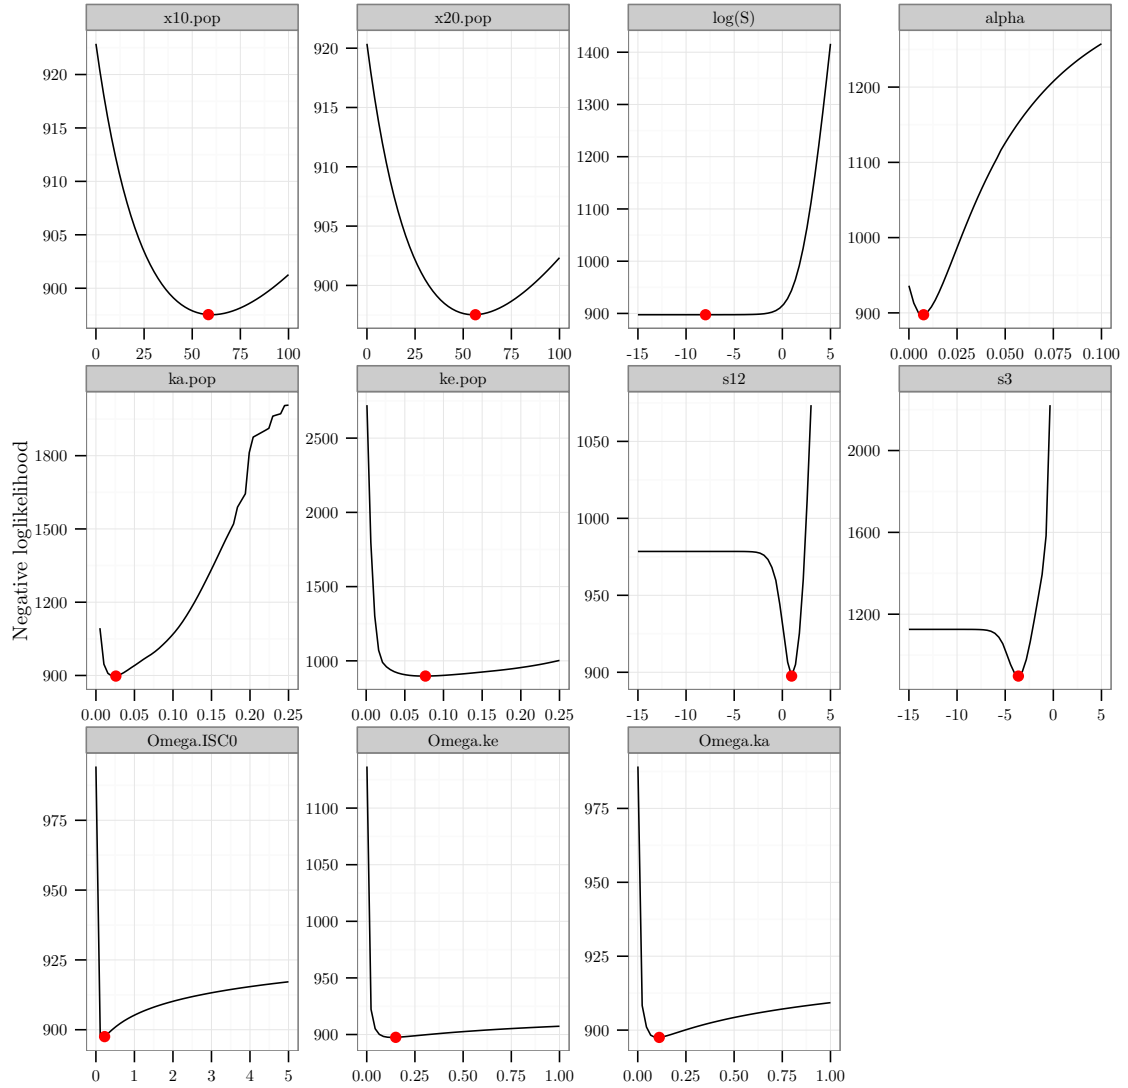 x10.pop x20.pop log(S) alpha
920 920 1400 1200
915 915 1300 1100
910 910 1200 1000
905 905 1100 900
900 900 1000
900
0 25 50 75 100 0 25 50 75 100 -15 -10 -5 0 5 0.000 0.025 0.050 0.075 0.100
Negative loglikelihood
ka.pop ke.pop s12 s3
1800 2500 1050 2000
1500 2000 1000 1600
1200 1500 950 1200
900 1000 900
0.00 0.05 0.10 0.15 0.20 0.25 0.00 0.05 0.10 0.15 0.20 0.25 -15 -10 -5 0 -15 -10 -5 0 5
Omega.ISC0 Omega.ke Omega.ka
975 1100 975
950 1050 950
925 1000 925
900 950 900
900
0 1 2 3 4 5 0.00 0.25 0.50 0.75 1.00 0.00 0.25 0.50 0.75 1.00